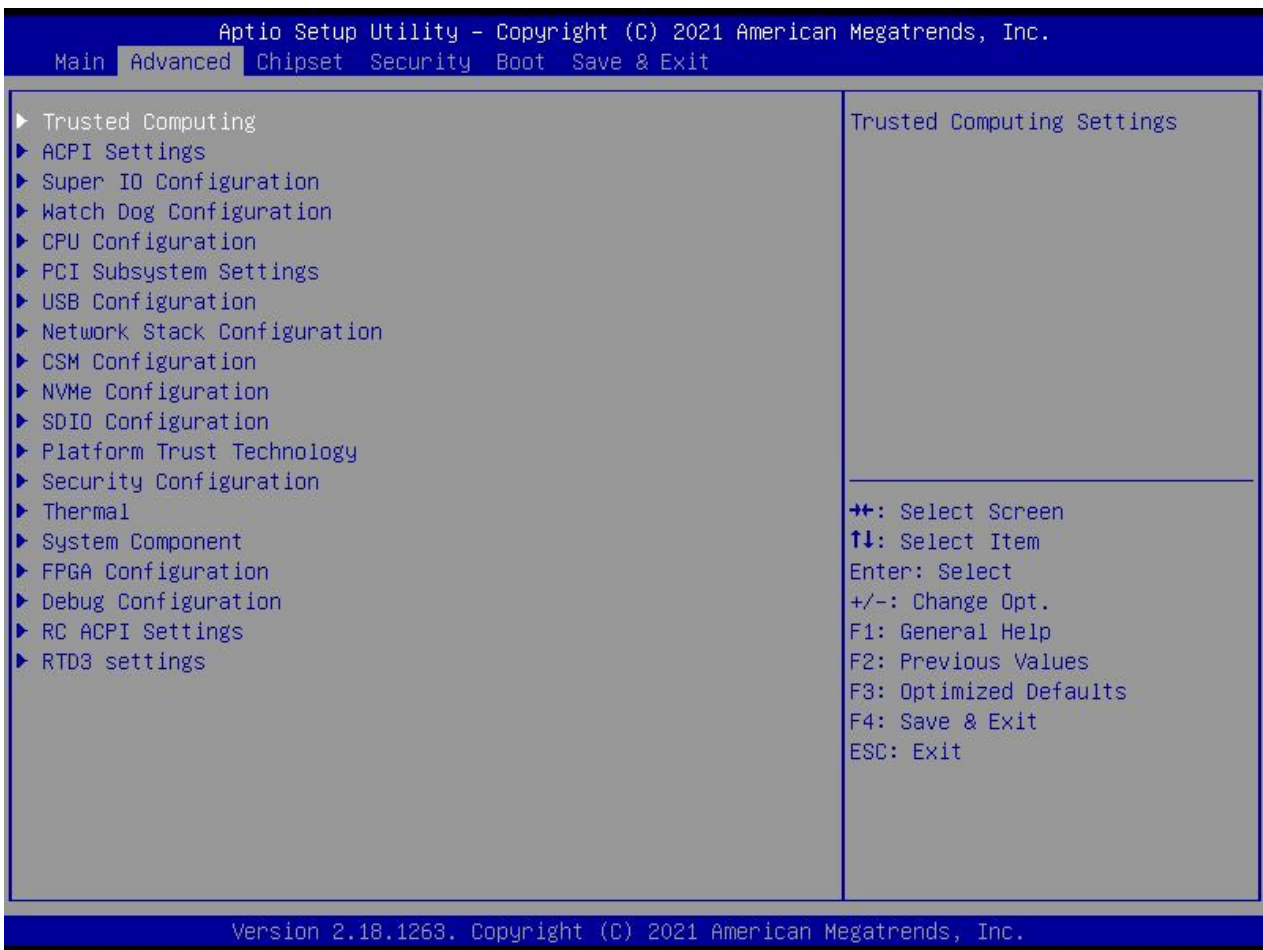 Aptio Setup Utility – Copyright (C) 2021 American Megatrends, Inc.
Main Advanced Chipset Security Boot Save & Exit
▶ Trusted Computing
▶ ACPI Settings
▶ Super IO Configuration
▶ Watch Dog Configuration
▶ CPU Configuration
▶ PCI Subsystem Settings
▶ USB Configuration
▶ Network Stack Configuration
▶ CSM Configuration
▶ NVMe Configuration
▶ SDIO Configuration
▶ Platform Trust Technology
▶ Security Configuration
▶ Thermal
▶ System Component
▶ FPGA Configuration
▶ Debug Configuration
▶ RC ACPI Settings
▶ RTD3 settings
Trusted Computing Settings
→←: Select Screen
↑↓: Select Item
Enter: Select
+/-: Change Opt.
F1: General Help
F2: Previous Values
F3: Optimized Defaults
F4: Save & Exit
ESC: Exit
Version 2.18.1263. Copyright (C) 2021 American Megatrends, Inc.